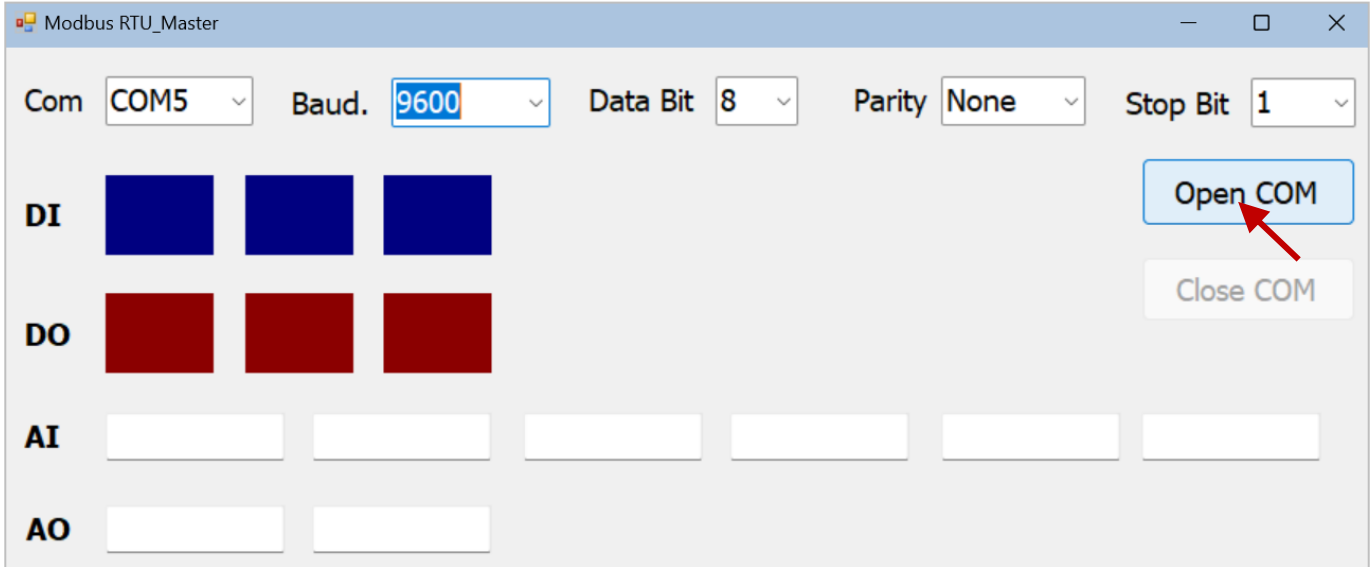 Modbus RTU_Master
Com COM5 Baud. 9600 Data Bit 8 Parity None Stop Bit 1
DI Open COM
Close COM
DO
AI
AO